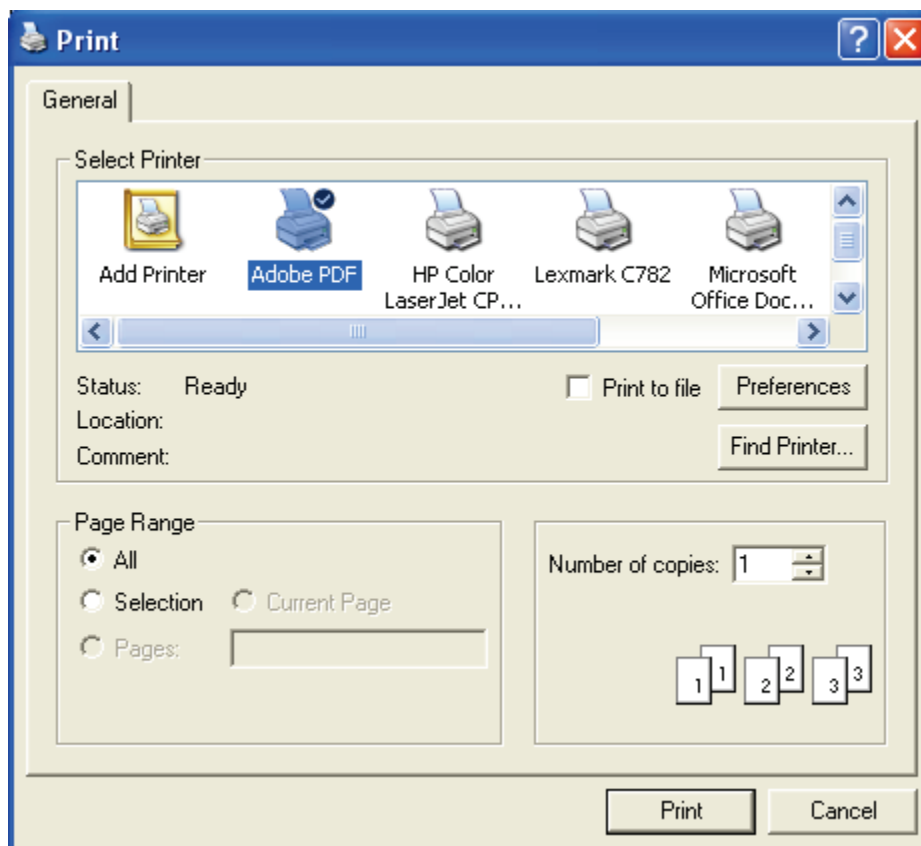 Print
General
Select Printer
Add Printer
Adobe PDF
HP Color
LaserJet CP...
Lexmark C782
Microsoft
Office Doc...
Status: Ready
Print to file
Preferences
Location:
Comment:
Find Printer...
Page Range
All
Selection
Current Page
Pages:
Number of copies: 1
1 1 2 2 3 3
Print
Cancel